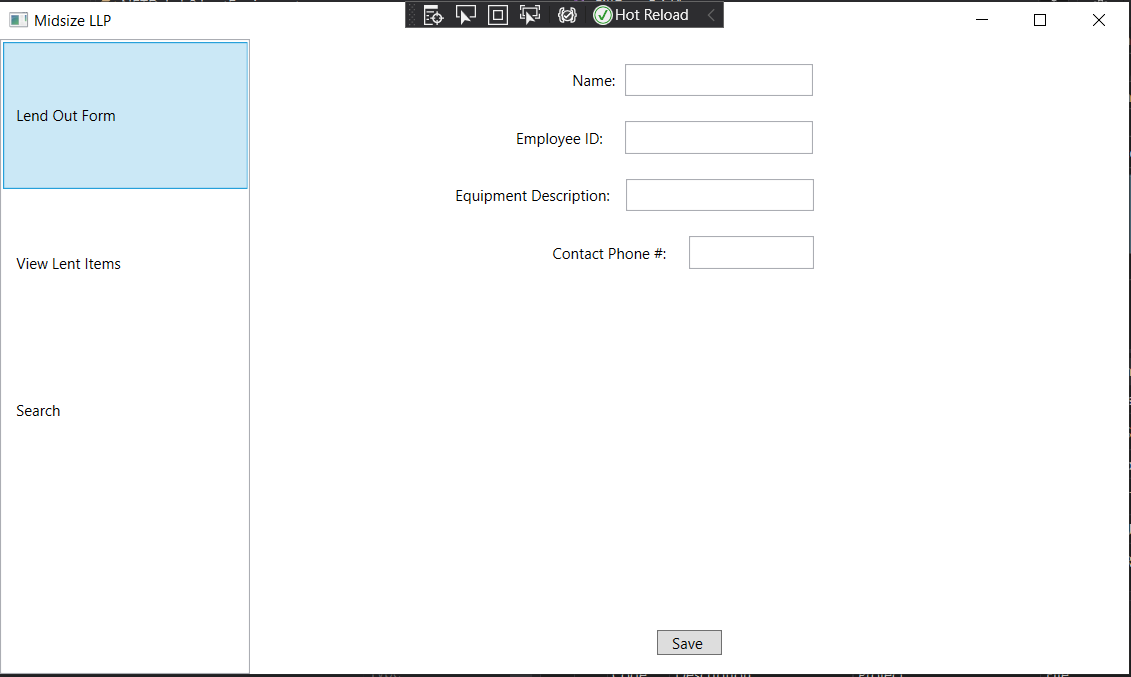 Midsize LLP
Hot Reload
Lend Out Form
View Lent Items
Search
Name:
Employee ID:
Equipment Description:
Contact Phone #:
Save